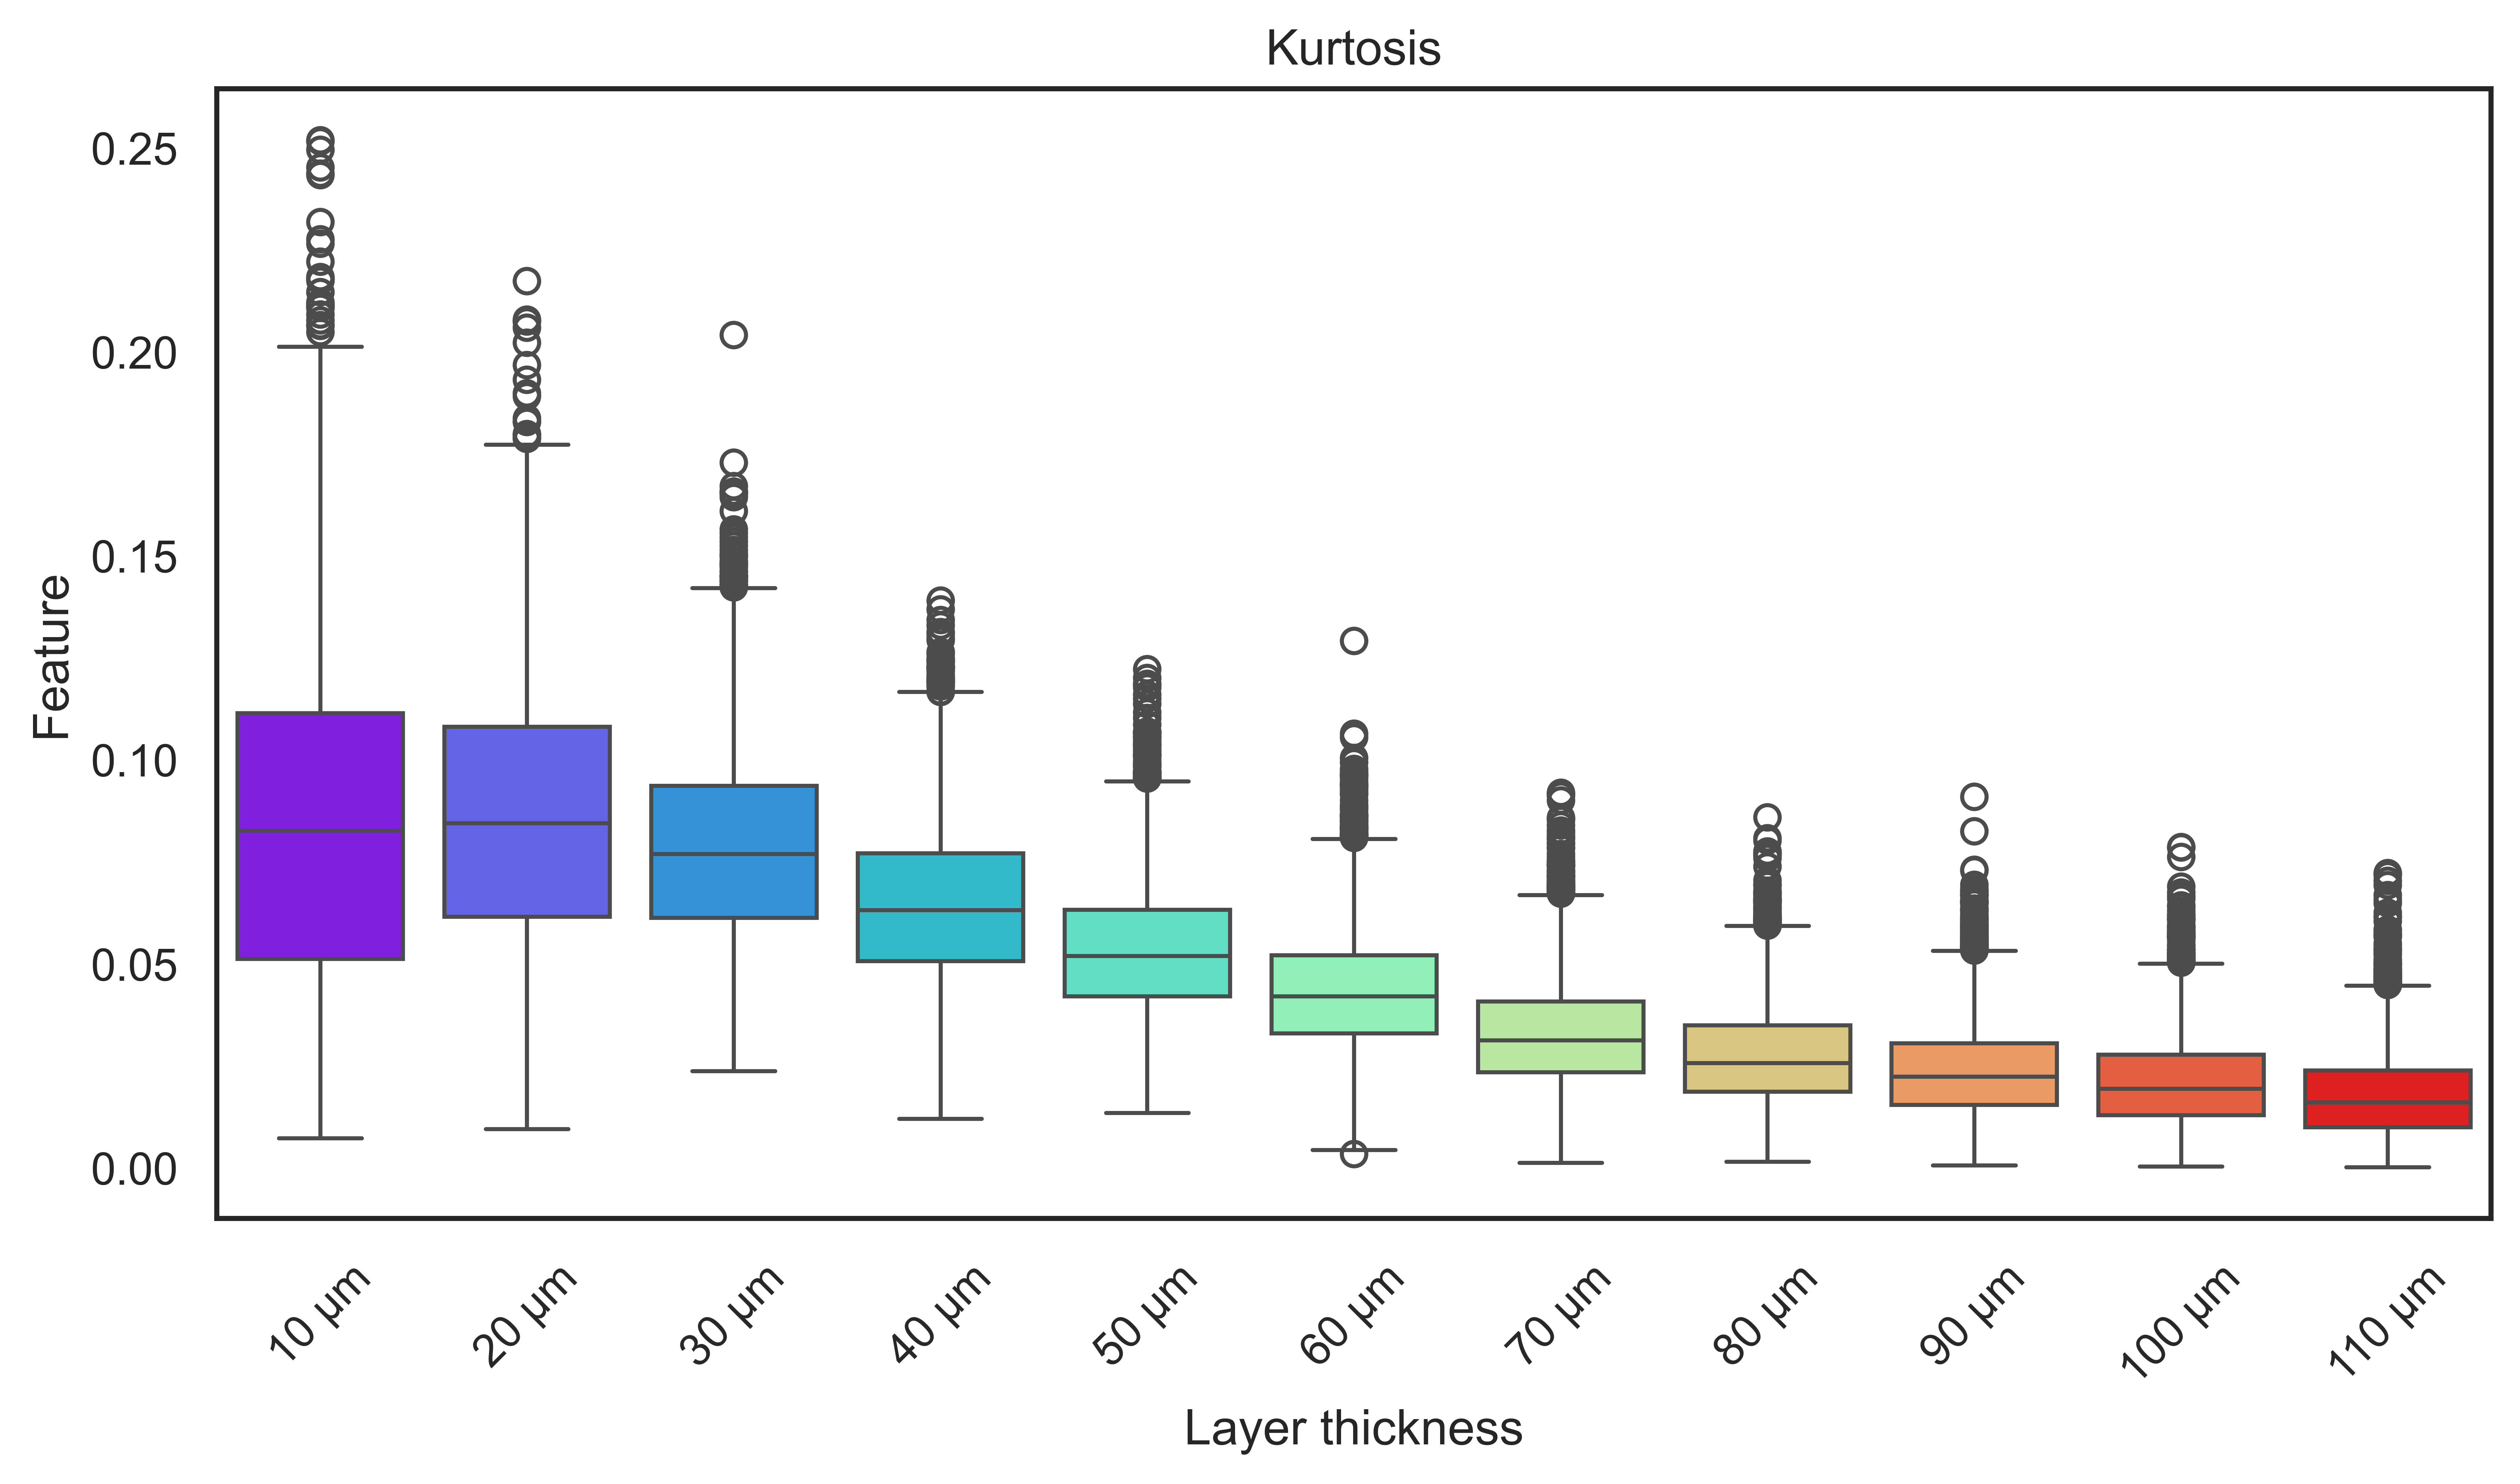 Kurtosis
0.25
0.20
0.15
0.10
0.05
0.00
Feature
10 µm
20 µm
30 µm
40 µm
50 µm
60 µm
70 µm
80 µm
90 µm
100 µm
110 µm
Layer thickness